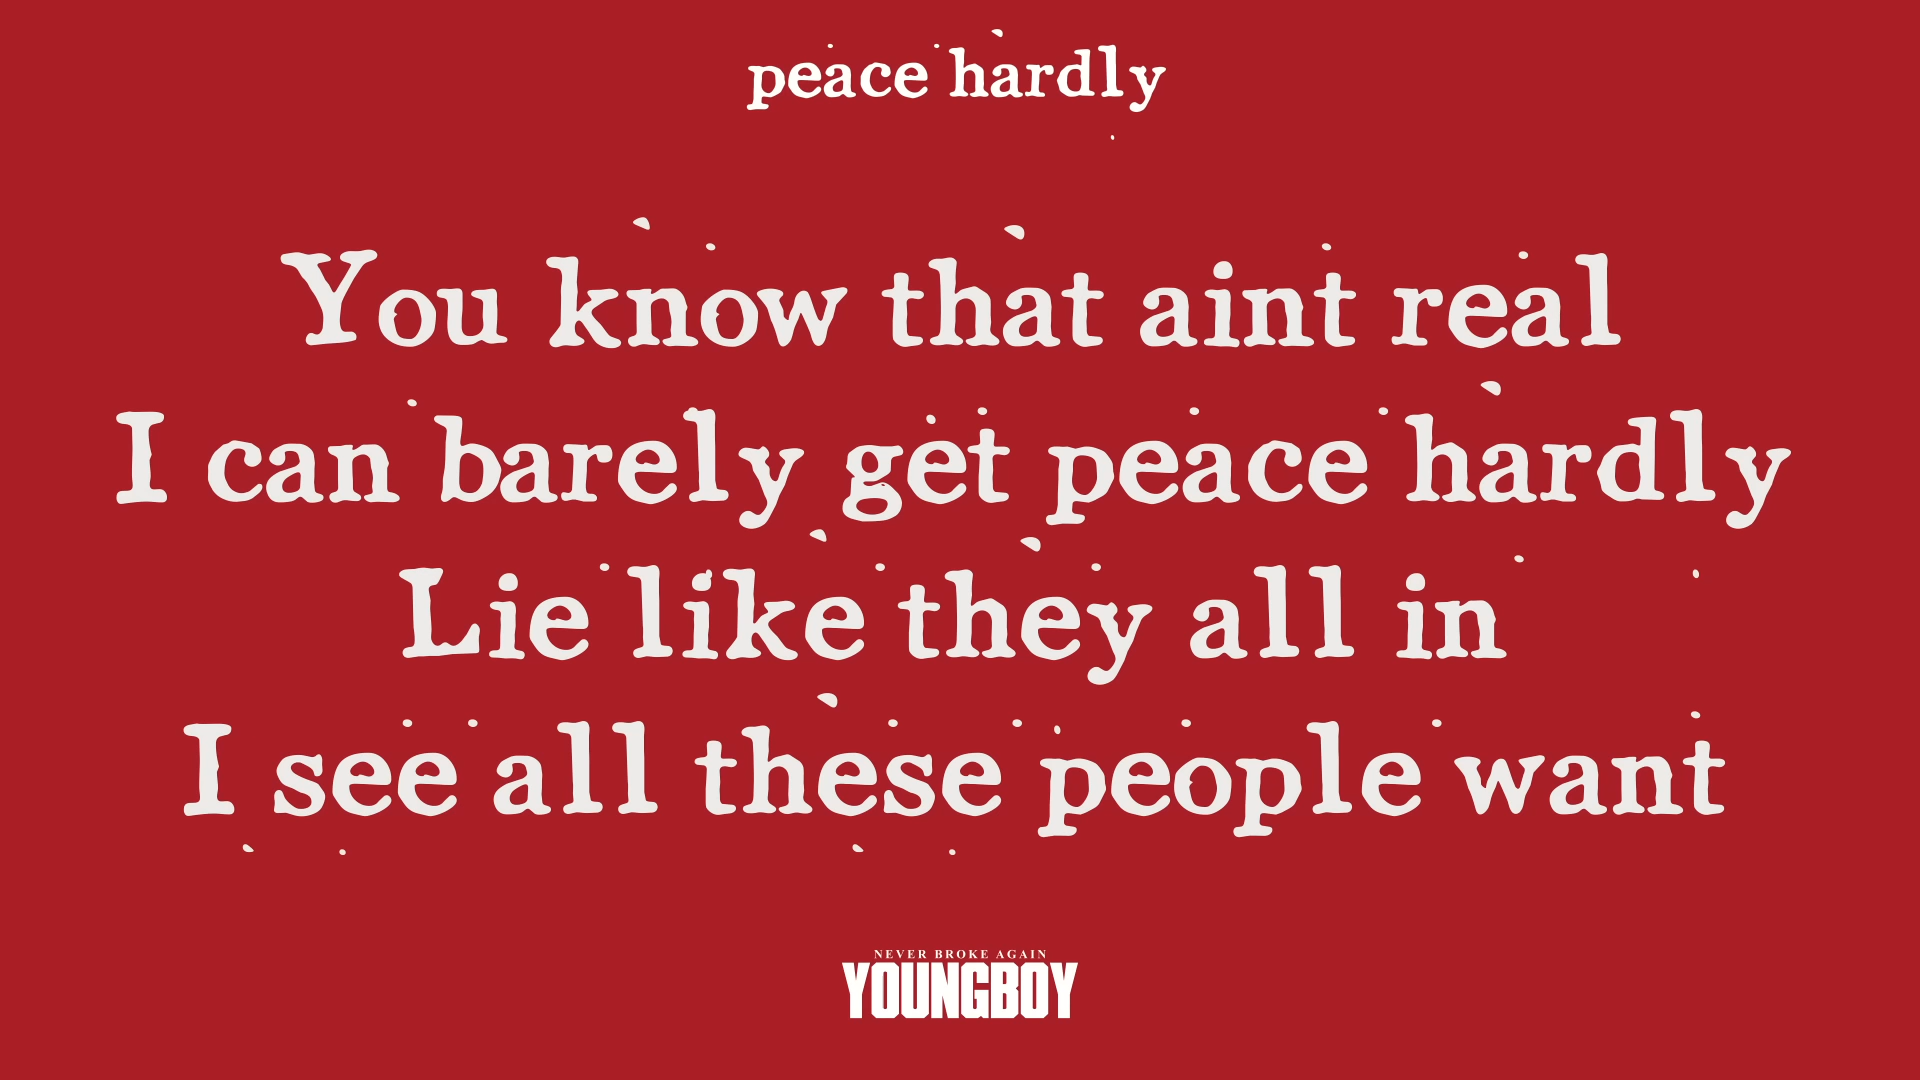 peace hardly
You know that aint real
I can barely get peace hardly
Lie like they all in
I see all these people want
NEVER BROKE AGAIN
YOUNGBOY